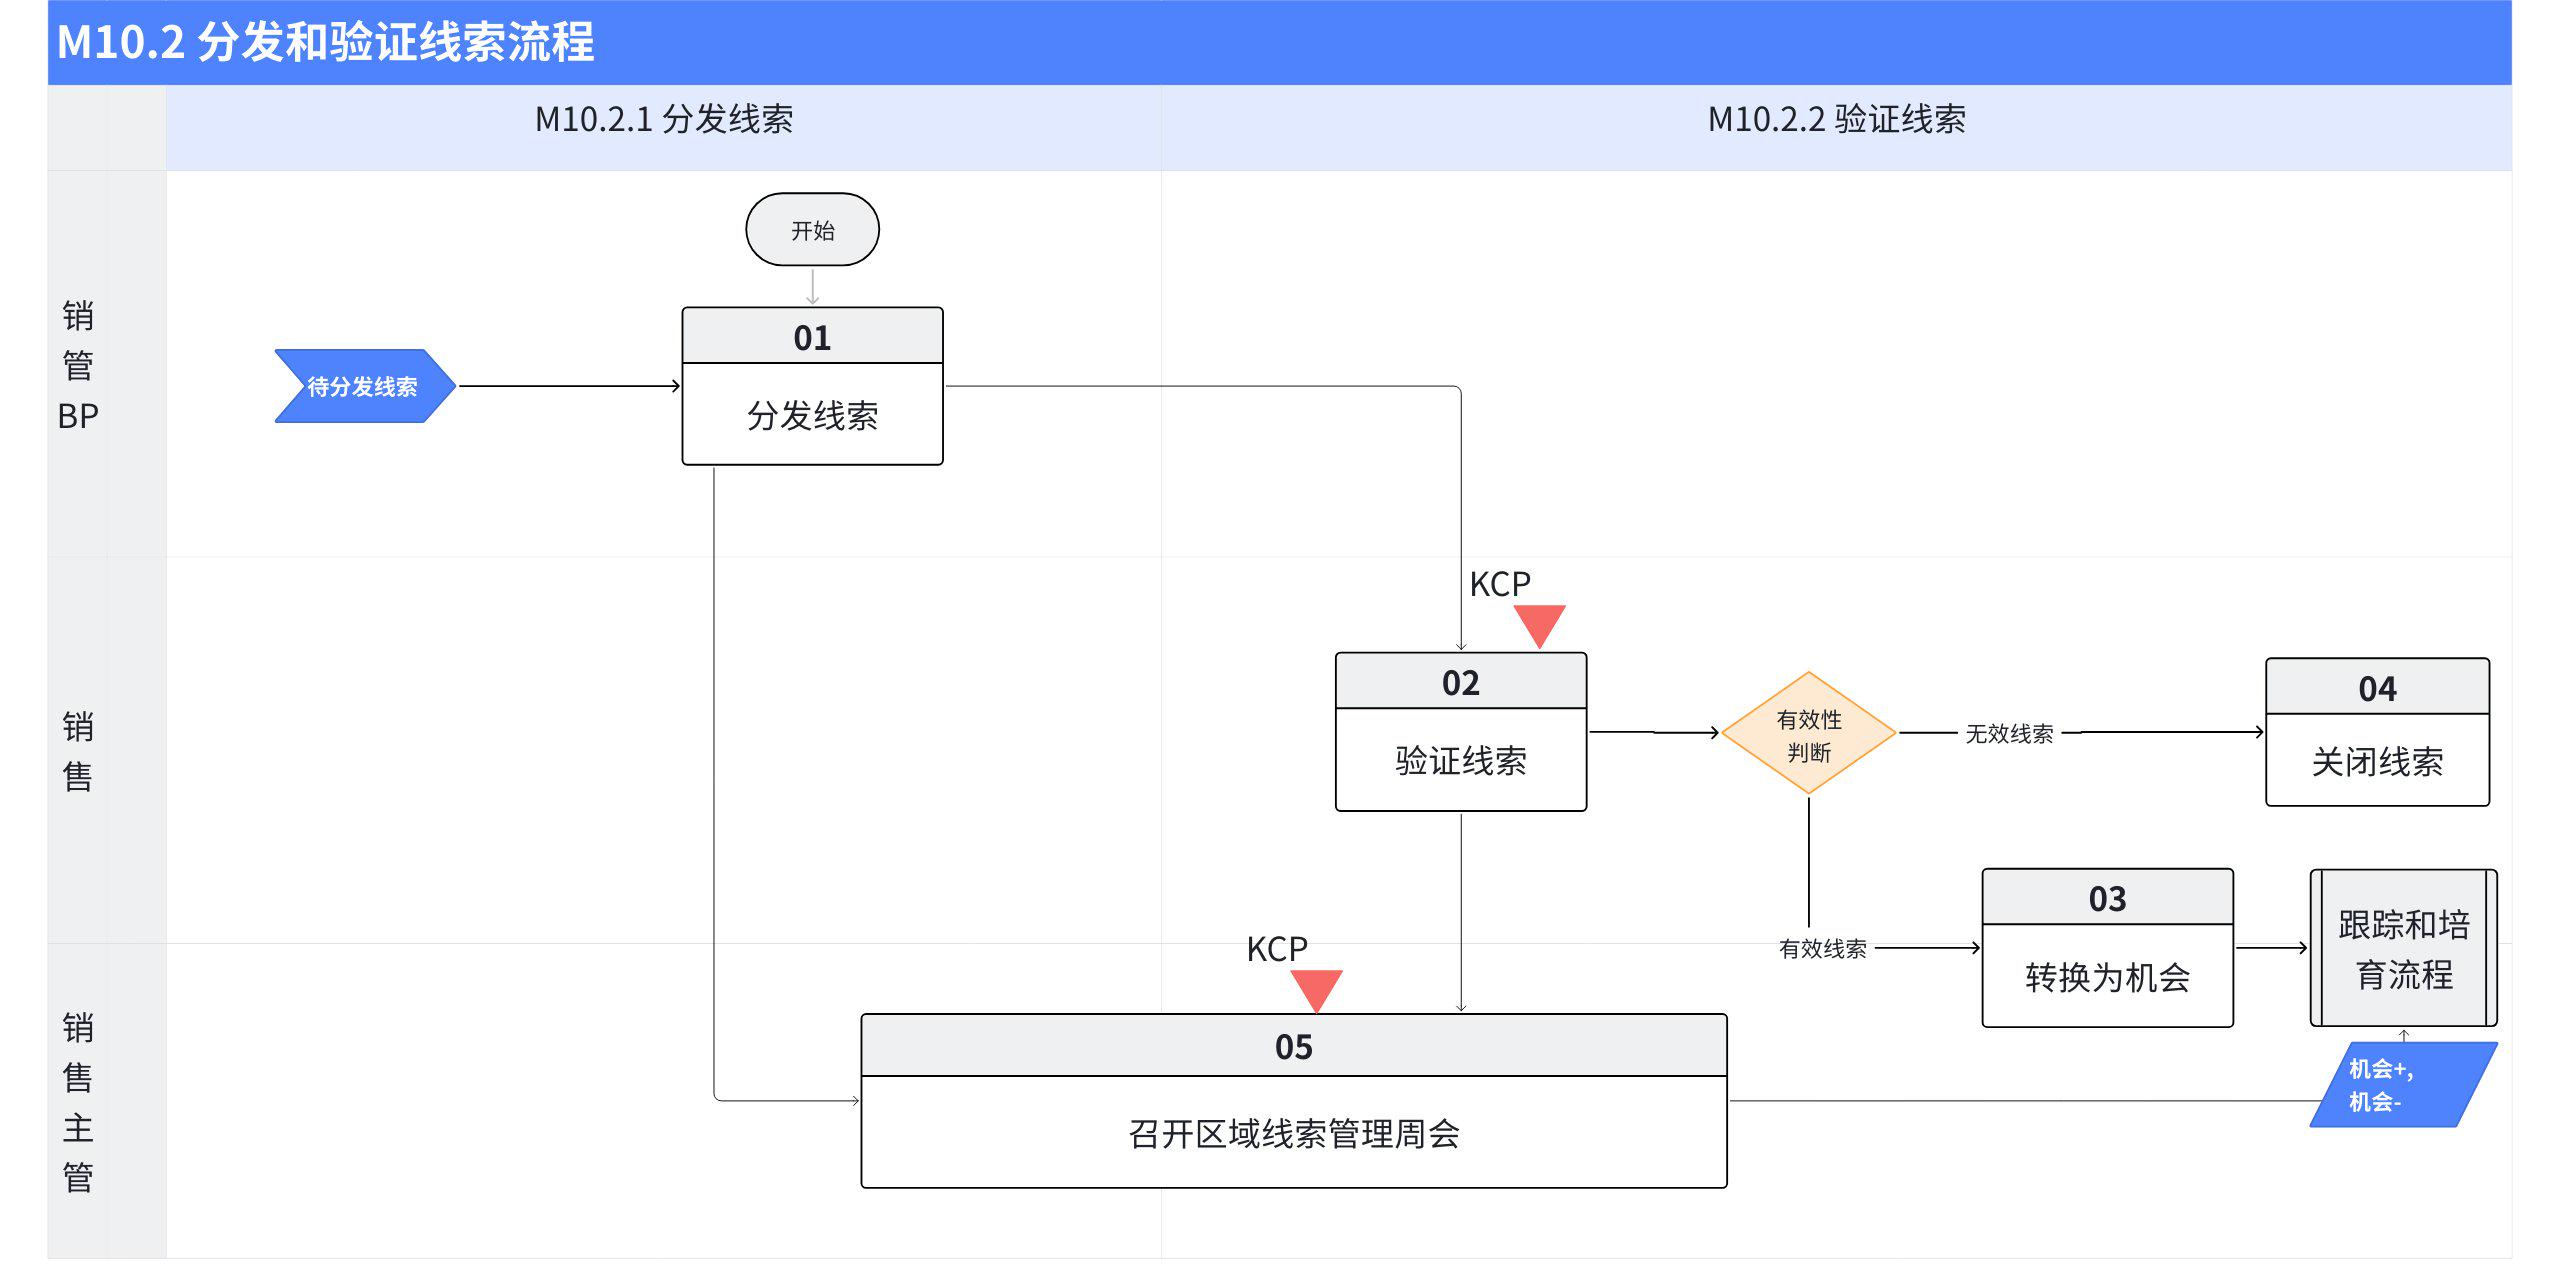 M10.2 分发和验证线索流程
M10.2.1 分发线索
M10.2.2 验证线索
销
管
BP
开始
待分发线索
01
分发线索
销
售
KCP
02
验证线索
有效性
判断
无效线索
04
关闭线索
有效线索
03
转换为机会
跟踪和培
育流程
销
售
主
管
KCP
05
召开区域线索管理周会
机会+,
机会-